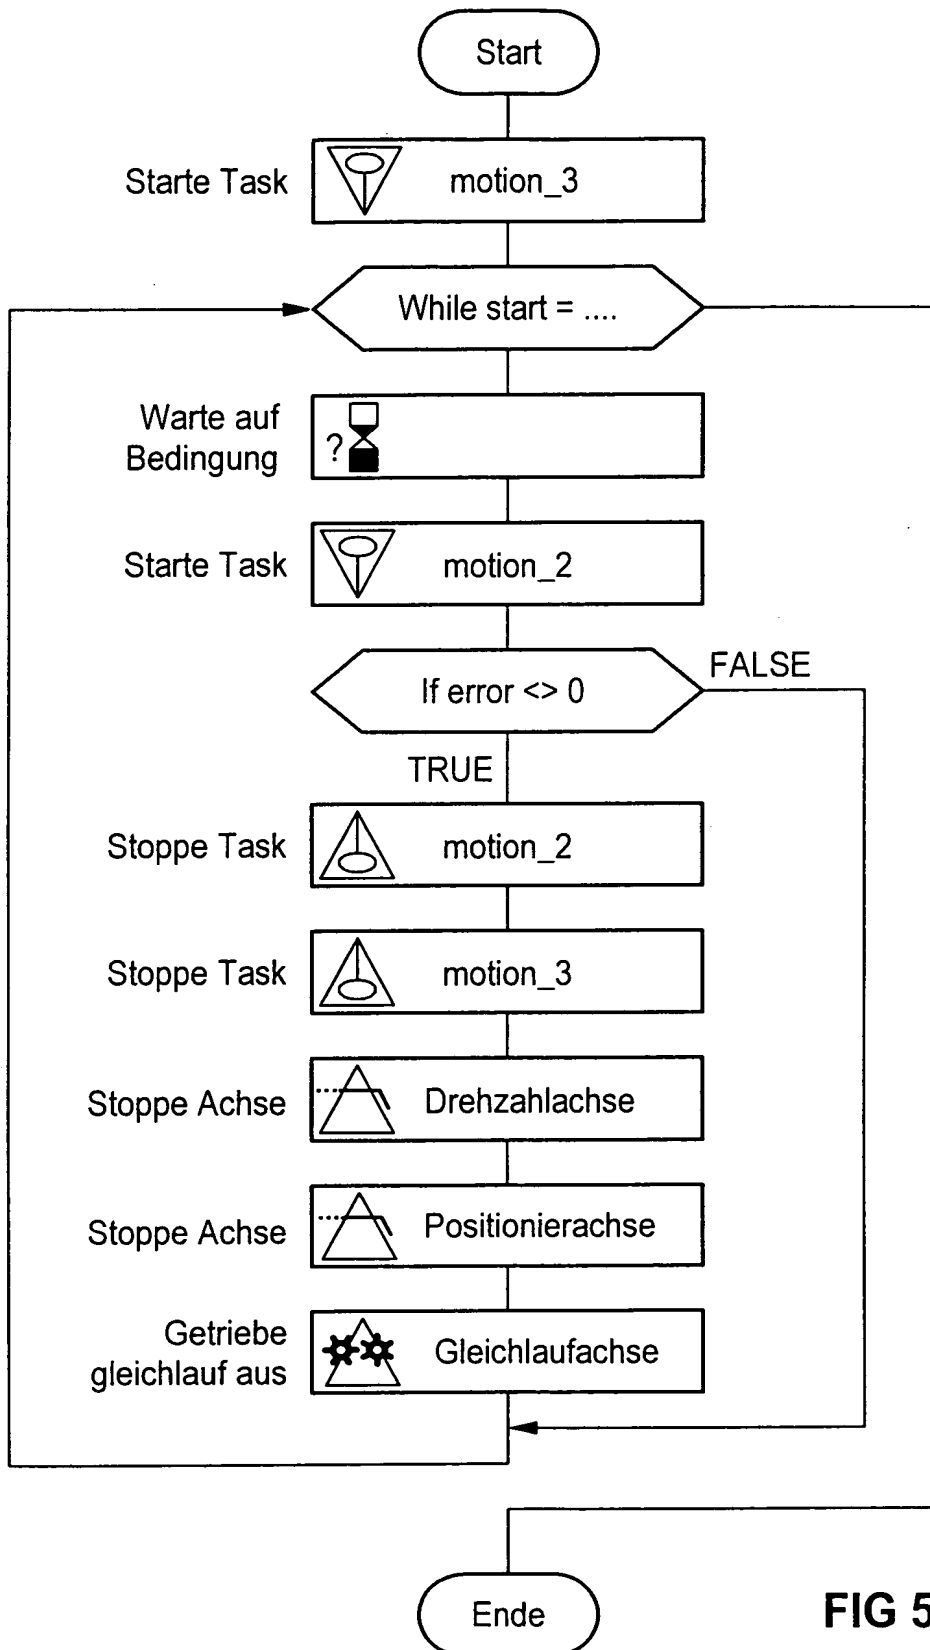 Start
Starte Task
motion_3
While start = ....
Warte auf
Bedingung
?
Starte Task
motion_2
If error <> 0
FALSE
TRUE
Stoppe Task
motion_2
Stoppe Task
motion_3
Stoppe Achse
Drehzahlachse
Stoppe Achse
Positionierachse
Getriebe
gleichlauf aus
Gleichlaufachse
Ende
FIG 5